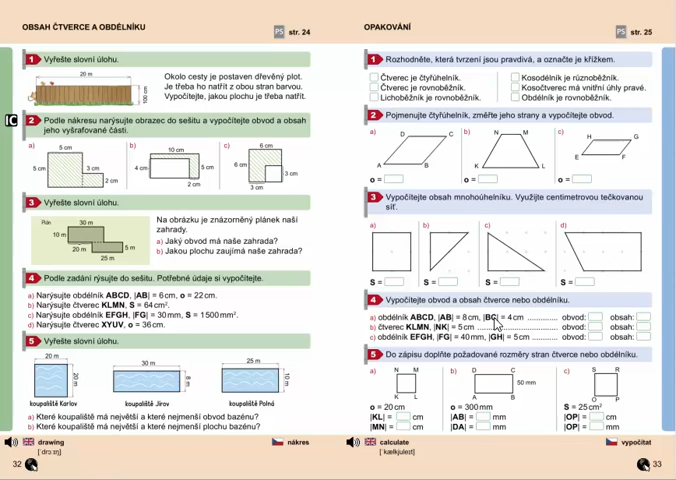 OBSAH ČTVERCE A OBDÉLNÍKU
PS str. 24
1 Vyřešte slovní úlohu.
20 m
100 cm
Okolo cesty je postaven dřevěný plot.
Je třeba ho natřít z obou stran barvou.
Vypočítejte, jakou plochu je třeba natřít.
IC
2 Podle nákresu narýsujte obrazec do sešitu a vypočítejte obvod a obsah
jeho vyšrafované části.
a) 5 cm
5 cm
3 cm
2 cm
b) 10 cm
4 cm
5 cm
2 cm
c) 6 cm
6 cm
3 cm
3 cm
3 Vyřešte slovní úlohu.
Plán
30 m
10 m
20 m
5 m
25 m
Na obrázku je znázorněný plánek naší
zahrady.
a) Jaký obvod má naše zahrada?
b) Jakou plochu zaujímá naše zahrada?
4 Podle zadání rýsujte do sešitu. Potřebné údaje si vypočítejte.
a) Narýsujte obdélník ABCD, |AB| = 6 cm, o = 22 cm.
b) Narýsujte čtverec KLMN, S = 64 cm².
c) Narýsujte obdélník EFGH, |FG| = 30 mm, S = 1 500 mm².
d) Narýsujte čtverec XYUV, o = 36 cm.
5 Vyřešte slovní úlohu.
20 m
20 m
koupaliště Karlov
30 m
8 m
koupaliště Jírov
25 m
10 m
koupaliště Polná
a) Které koupaliště má největší a které nejmenší obvod bazénu?
b) Které koupaliště má největší a které nejmenší plochu bazénu?
drawing
[ˈdrɔːɪŋ]
nákres
32
OPAKOVÁNÍ
PS str. 25
1 Rozhodněte, která tvrzení jsou pravdivá, a označte je křížkem.
Čtverec je čtyřúhelník.
Čtverec je rovnoběžník.
Lichoběžník je rovnoběžník.
Kosodélník je různoběžník.
Kosočtverec má vnitřní úhly pravé.
Obdélník je rovnoběžník.
2 Pojmenujte čtyřúhelník, změřte jeho strany a vypočítejte obvod.
a) D C
A B
o =
b) N M
K L
o =
c) H G
E F
o =
3 Vypočítejte obsah mnohoúhelníku. Využijte centimetrovou tečkovanou
síť.
a) b) c) d)
S = S = S = S =
4 Vypočítejte obvod a obsah čtverce nebo obdélníku.
a) obdélník ABCD, |AB| = 8 cm, |BC| = 4 cm .............. obvod: obsah:
b) čtverec KLMN, |NK| = 5 cm .................................... obvod: obsah:
c) obdélník EFGH, |FG| = 40 mm, |GH| = 5 cm .......... obvod: obsah:
5 Do zápisu doplňte požadované rozměry stran čtverce nebo obdélníku.
a) N M
K L
o = 20 cm
|KL| = cm
|MN| = cm
b) D C
50 mm
A B
o = 300 mm
|AB| = mm
|DA| = mm
c) S R
O P
S = 25 cm²
|OP| = cm
|OP| = mm
calculate
[ˈkælkjuleɪt]
vypočítat
33